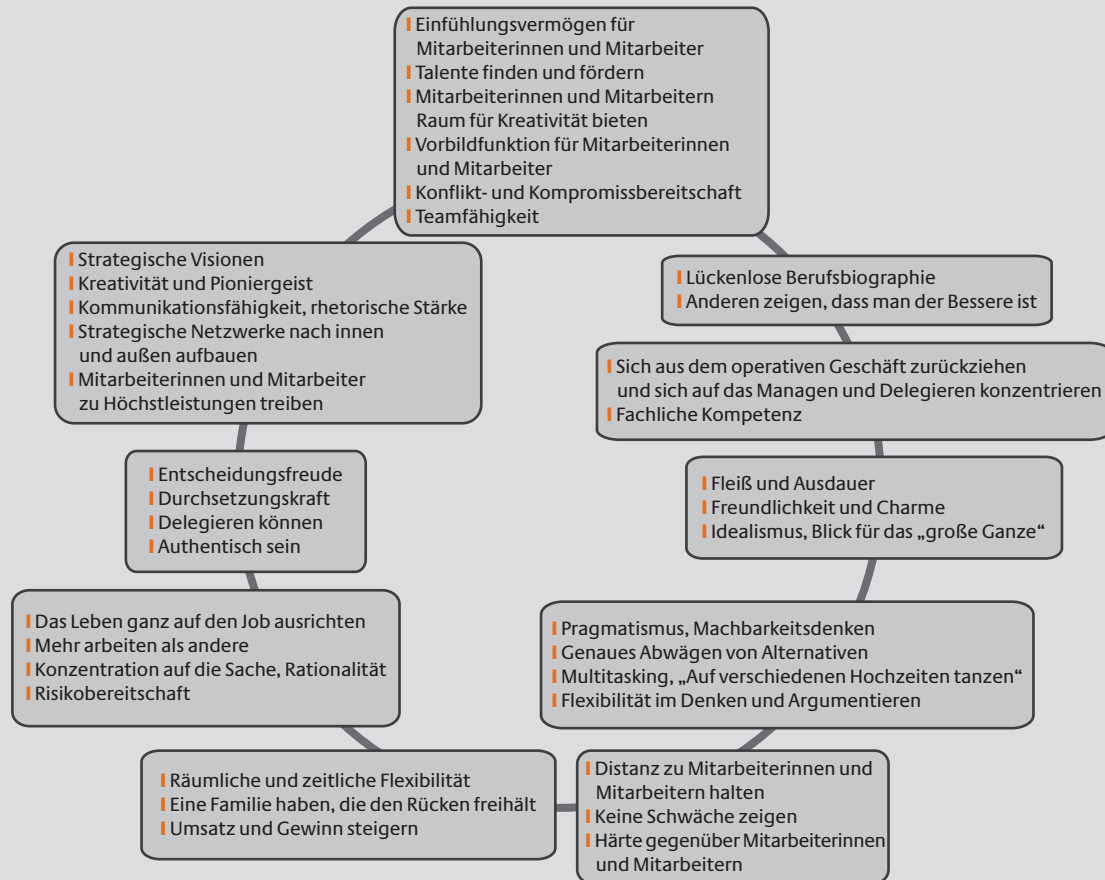 Einfühlungsvermögen für
Mitarbeiterinnen und Mitarbeiter
Talente finden und fördern
Mitarbeiterinnen und Mitarbeitern
Raum für Kreativität bieten
Vorbildfunktion für Mitarbeiterinnen
und Mitarbeiter
Konflikt- und Kompromissbereitschaft
Teamfähigkeit
Strategische Visionen
Kreativität und Pioniergeist
Kommunikationsfähigkeit, rhetorische Stärke
Strategische Netzwerke nach innen
und außen aufbauen
Mitarbeiterinnen und Mitarbeiter
zu Höchstleistungen treiben
Lückenlose Berufsbiographie
Anderen zeigen, dass man der Bessere ist
Sich aus dem operativen Geschäft zurückziehen
und sich auf das Managen und Delegieren konzentrieren
Fachliche Kompetenz
Entscheidungsfreude
Durchsetzungskraft
Delegieren können
Authentisch sein
Fleiß und Ausdauer
Freundlichkeit und Charme
Idealismus, Blick für das „große Ganze“
Das Leben ganz auf den Job ausrichten
Mehr arbeiten als andere
Konzentration auf die Sache, Rationalität
Risikobereitschaft
Pragmatismus, Machbarkeitsdenken
Genaues Abwägen von Alternativen
Multitasking, „Auf verschiedenen Hochzeiten tanzen“
Flexibilität im Denken und Argumentieren
Räumliche und zeitliche Flexibilität
Eine Familie haben, die den Rücken freihält
Umsatz und Gewinn steigern
Distanz zu Mitarbeiterinnen und
Mitarbeitern halten
Keine Schwäche zeigen
Härte gegenüber Mitarbeiterinnen
und Mitarbeitern